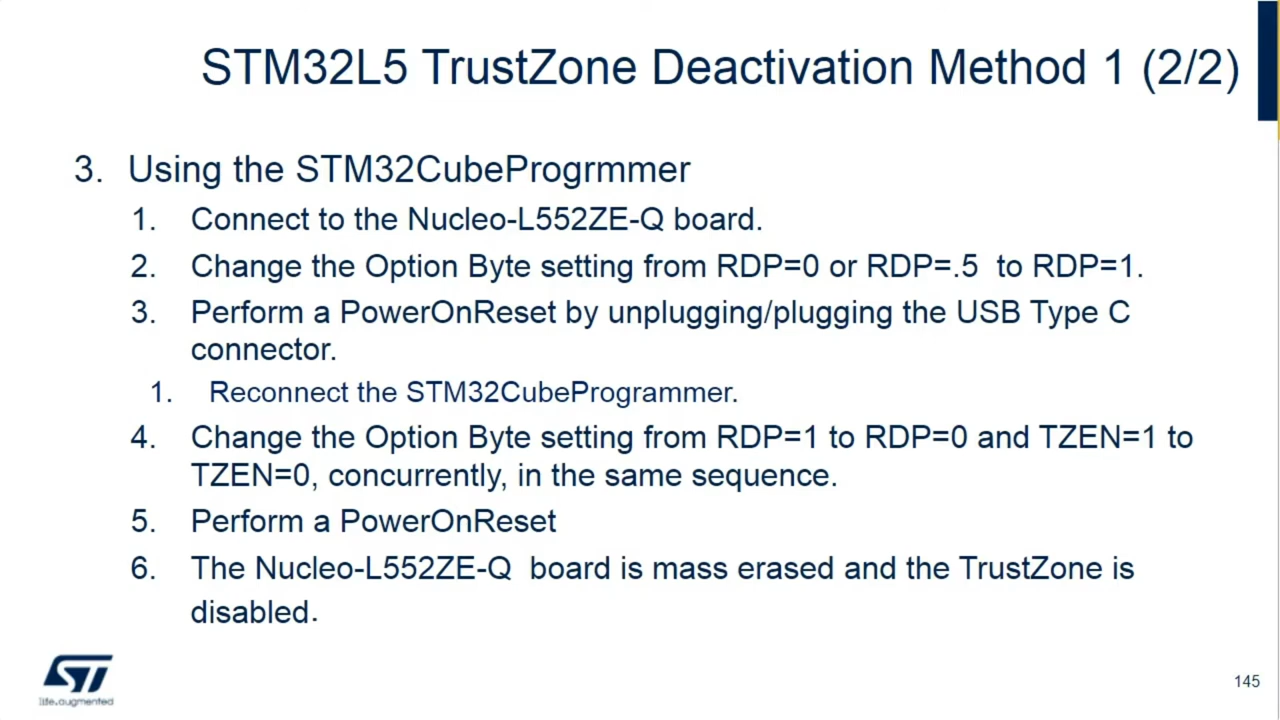 STM32L5 TrustZone Deactivation Method 1 (2/2)
3. Using the STM32CubeProgrmmer
1. Connect to the Nucleo-L552ZE-Q board.
2. Change the Option Byte setting from RDP=0 or RDP=.5 to RDP=1.
3. Perform a PowerOnReset by unplugging/plugging the USB Type C
connector.
1. Reconnect the STM32CubeProgrammer.
4. Change the Option Byte setting from RDP=1 to RDP=0 and TZEN=1 to
TZEN=0, concurrently, in the same sequence.
5. Perform a PowerOnReset
6. The Nucleo-L552ZE-Q board is mass erased and the TrustZone is
disabled.
ST
life.augmented
145